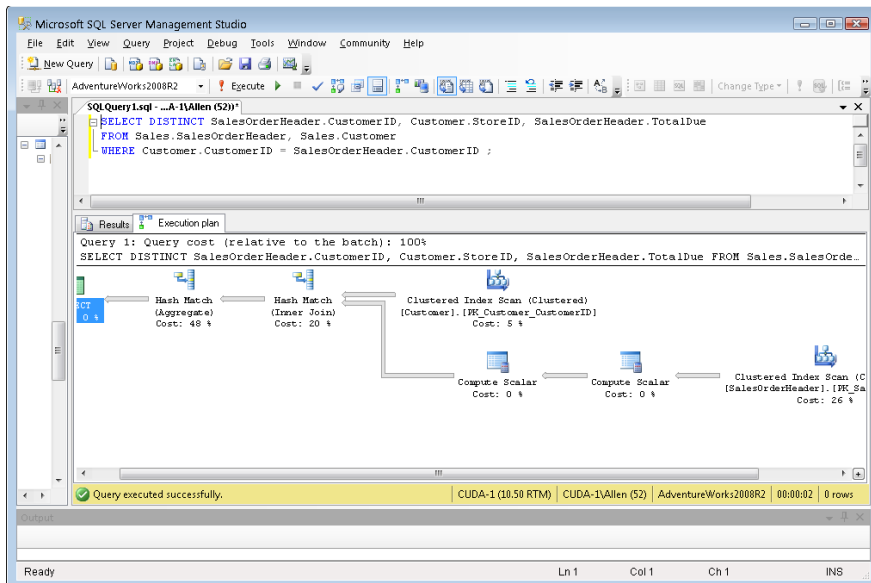 Microsoft SQL Server Management Studio
File Edit View Query Project Debug Tools Window Community Help
New Query
AdventureWorks2008R2 Execute Change Type
SQLQuery1.sql - ...A-1\Allen (52))*
SELECT DISTINCT SalesOrderHeader.CustomerID, Customer.StoreID, SalesOrderHeader.TotalDue
FROM Sales.SalesOrderHeader, Sales.Customer
WHERE Customer.CustomerID = SalesOrderHeader.CustomerID ;
Results Execution plan
Query 1: Query cost (relative to the batch): 100%
SELECT DISTINCT SalesOrderHeader.CustomerID, Customer.StoreID, SalesOrderHeader.TotalDue FROM Sales.SalesOrde…
ECT
0 %
Hash Match
(Aggregate)
Cost: 48 %
Hash Match
(Inner Join)
Cost: 20 %
Clustered Index Scan (Clustered)
[Customer].[PK_Customer_CustomerID]
Cost: 5 %
Compute Scalar
Cost: 0 %
Compute Scalar
Cost: 0 %
Clustered Index Scan (C
[SalesOrderHeader].[PK_Sa
Cost: 26 %
Query executed successfully. CUDA-1 (10.50 RTM) CUDA-1\Allen (52) AdventureWorks2008R2 00:00:02 0 rows
Output
Ready Ln 1 Col 1 Ch 1 INS